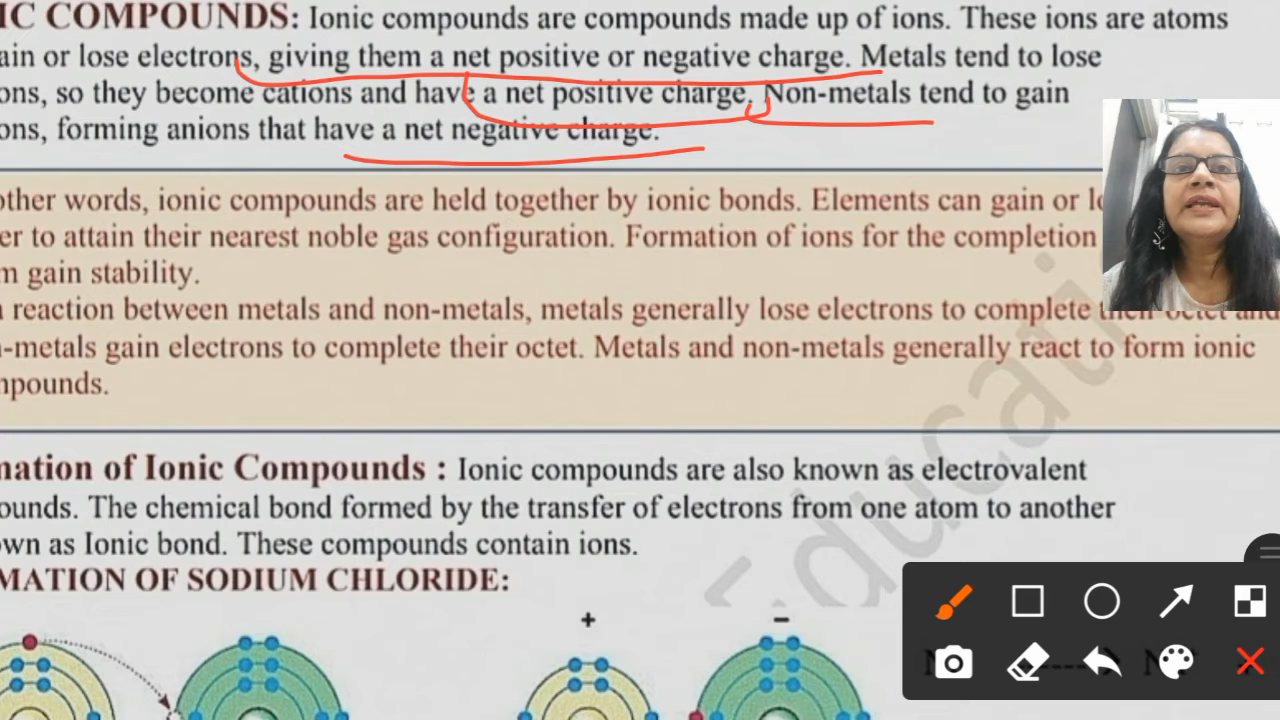 IC COMPOUNDS: Ionic compounds are compounds made up of ions. These ions are atoms
ain or lose electrons, giving them a net positive or negative charge. Metals tend to lose
ons, so they become cations and have a net positive charge. Non-metals tend to gain
ons, forming anions that have a net negative charge.
other words, ionic compounds are held together by ionic bonds. Elements can gain or lo
er to attain their nearest noble gas configuration. Formation of ions for the completion
m gain stability.
reaction between metals and non-metals, metals generally lose electrons to complete their octet and
-metals gain electrons to complete their octet. Metals and non-metals generally react to form ionic
mpounds.
mation of Ionic Compounds : Ionic compounds are also known as electrovalent
ounds. The chemical bond formed by the transfer of electrons from one atom to another
own as Ionic bond. These compounds contain ions.
MATION OF SODIUM CHLORIDE:
+ −
Educati